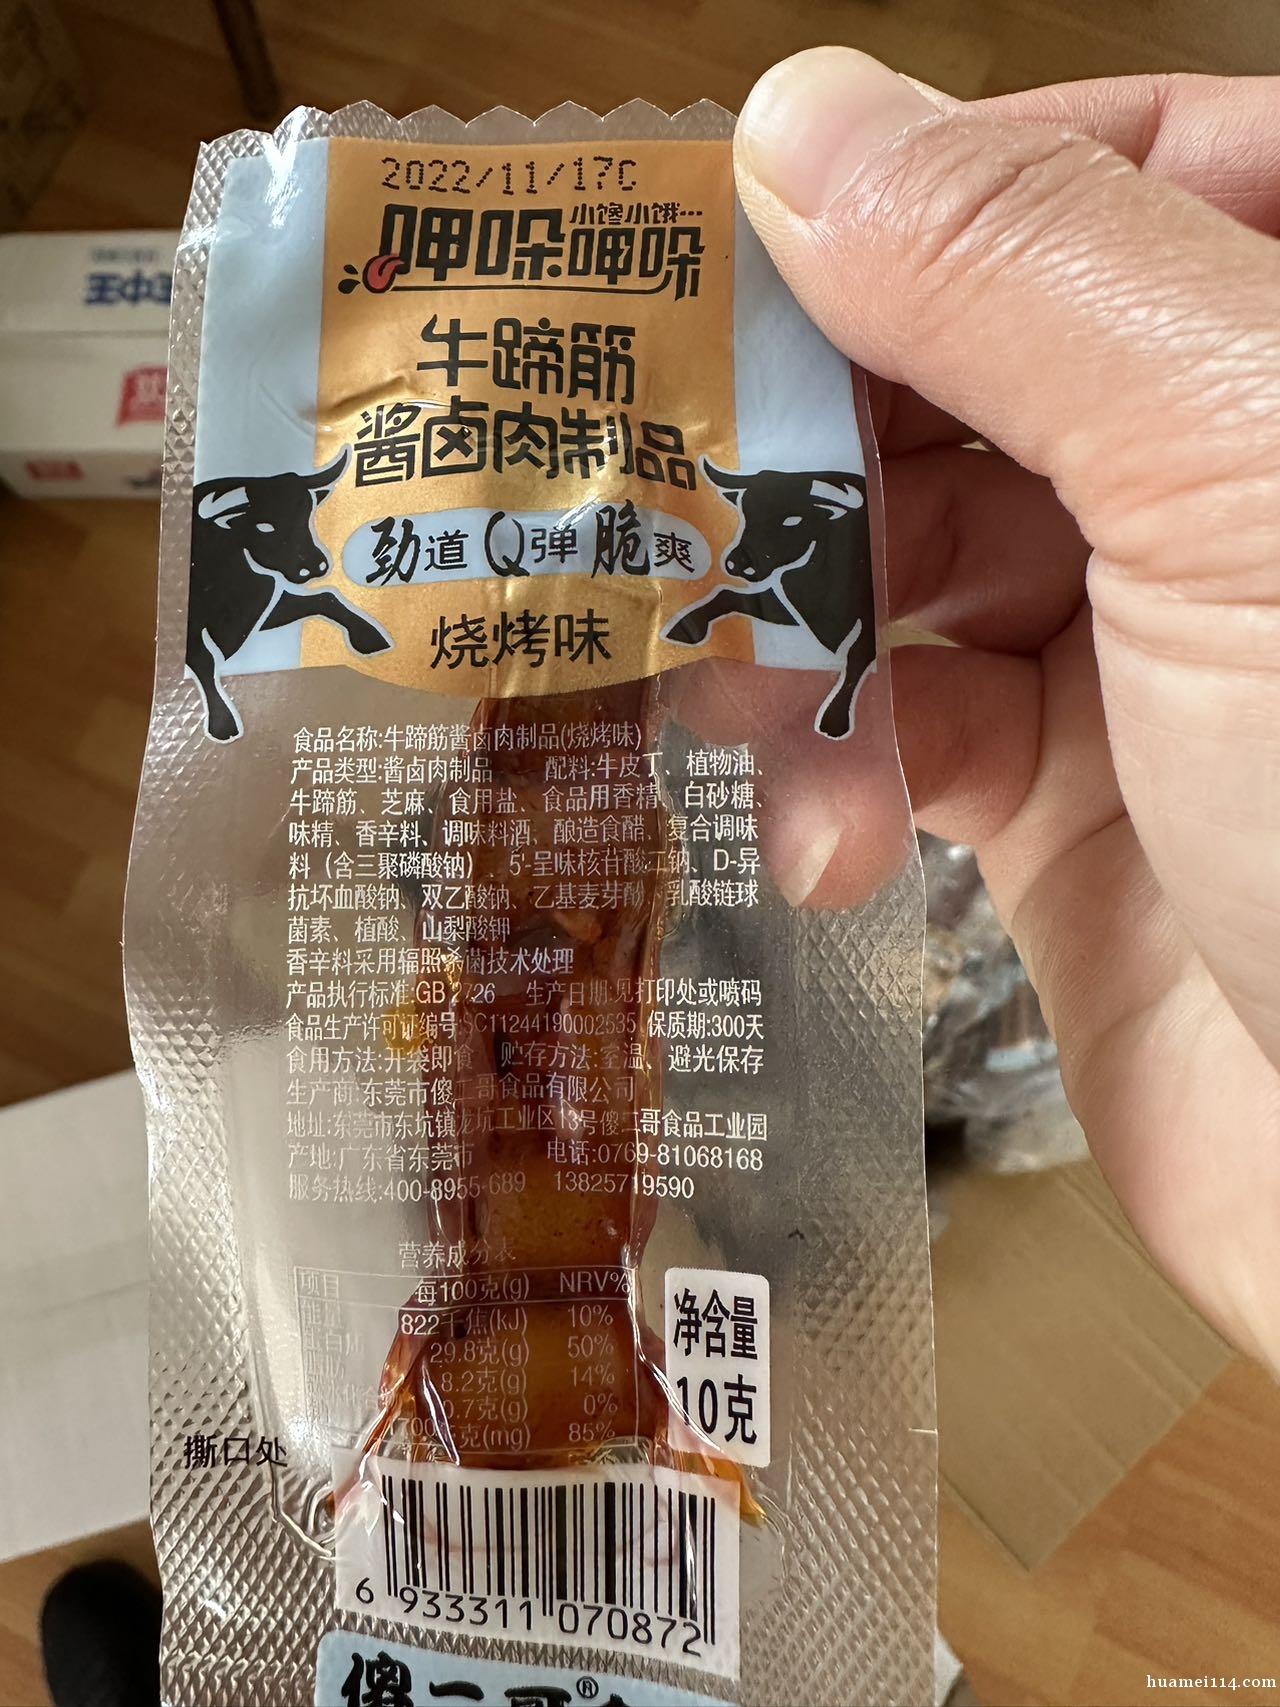 2022/11/17C
小馋小饿...
呷哚呷哚
牛蹄筋
酱卤肉制品
劲道Q弹脆爽
烧烤味
食品名称:牛蹄筋酱卤肉制品(烧烤味)
产品类型:酱卤肉制品 配料:牛皮丁、植物油、
牛蹄筋、芝麻、食用盐、食品用香精、白砂糖、
味精、香辛料、调味料酒、酿造食醋、复合调味
料（含三聚磷酸钠）、5'-呈味核苷酸二钠、D-异
抗坏血酸钠、双乙酸钠、乙基麦芽酚、乳酸链球
菌素、植酸、山梨酸钾
香辛料采用辐照杀菌技术处理
产品执行标准:GB 2726 生产日期:见打印处或喷码
食品生产许可证编号:SC11244190002535 保质期:300天
食用方法:开袋即食 贮存方法:室温、避光保存
生产商:东莞市傻二哥食品有限公司
地址:东莞市东坑镇龙坑工业区13号傻二哥食品工业园
产地:广东省东莞市 电话:0769-81068168
服务热线:400-8955-689 13825719590
营养成分表
项目 每100克(g) NRV%
能量 822千焦(kJ) 10%
蛋白质 29.8克(g) 50%
8.2克(g) 14%
0.7克(g) 0%
克(mg) 85%
净含量
10克
撕口处
6 933311 070872
傻二哥®
王中王
huamei114.com